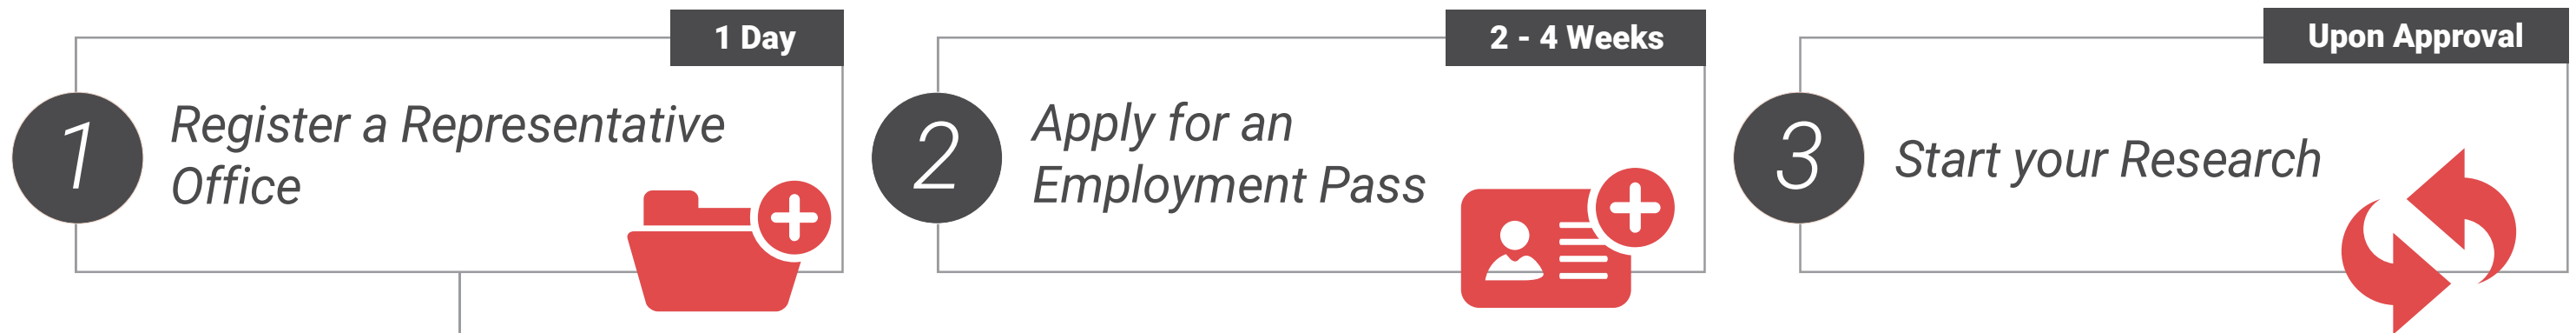 1 Day
1
Register a Representative
Office
2 - 4 Weeks
2
Apply for an
Employment Pass
Upon Approval
3
Start your Research